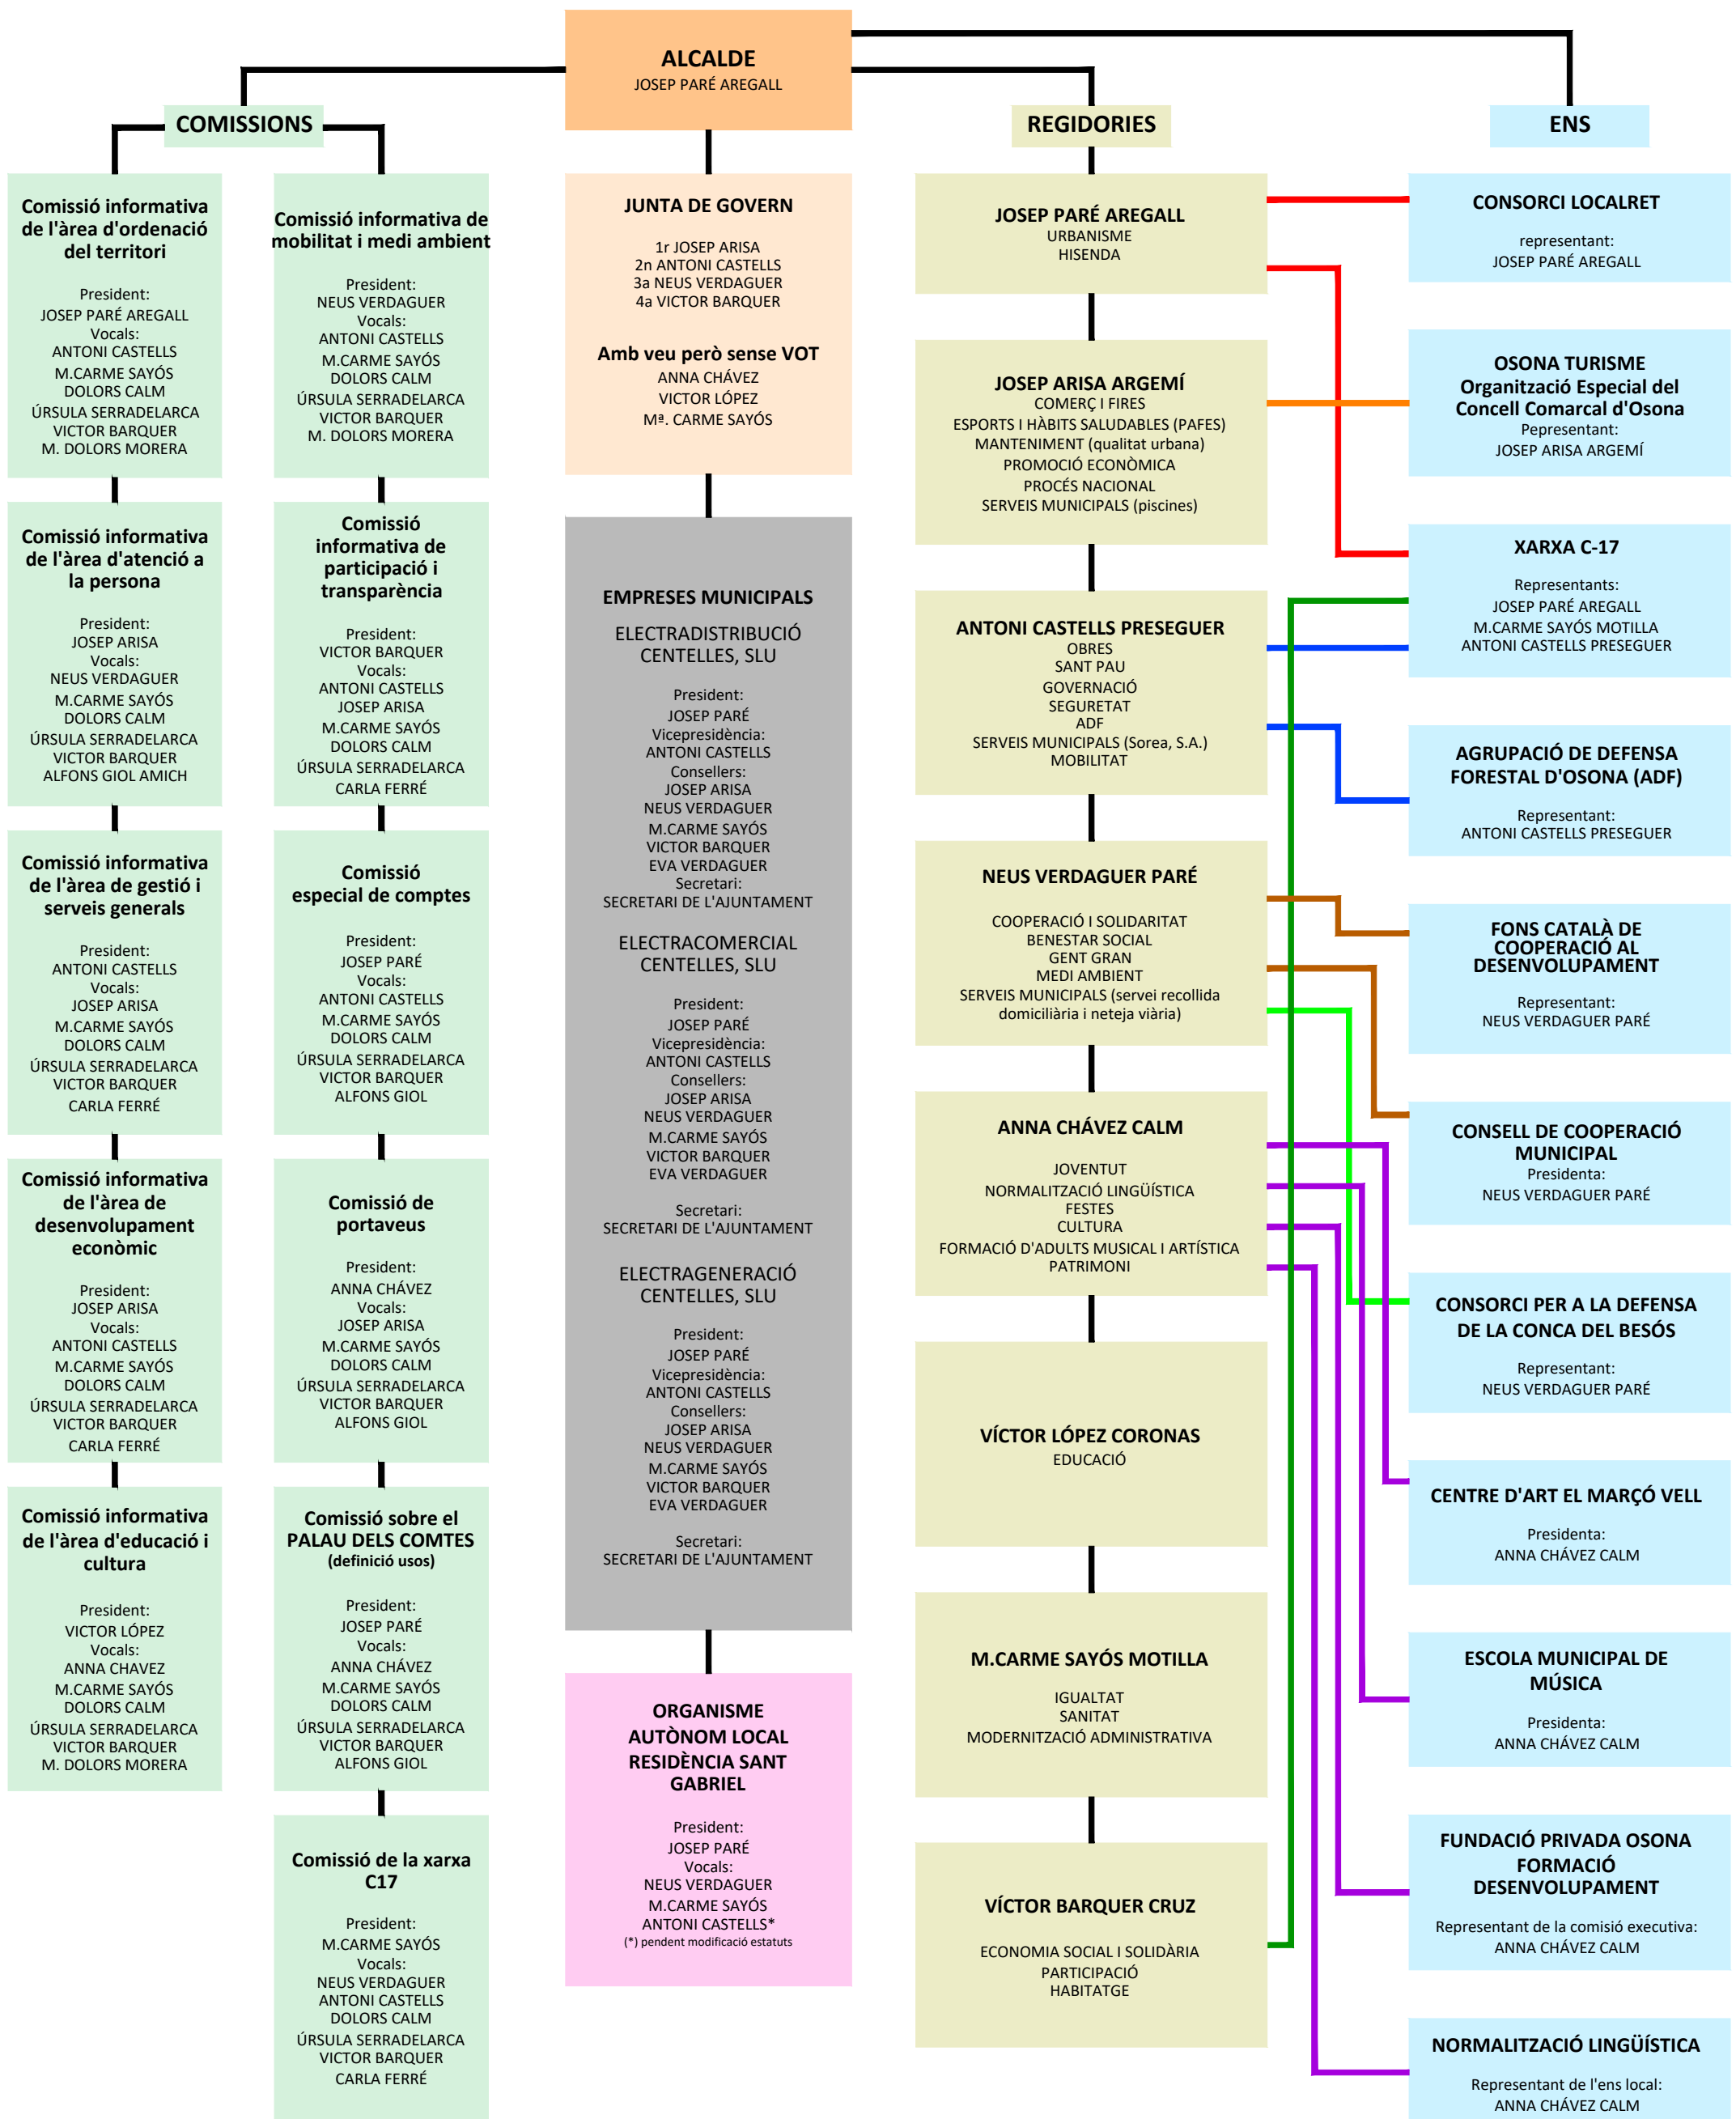 ALCALDE
JOSEP PARÉ AREGALL
COMISSIONS
Comissió informativa
de l'àrea d'ordenació
del territori
President:
JOSEP PARÉ AREGALL
Vocals:
ANTONI CASTELLS
M.CARME SAYÓS
DOLORS CALM
ÚRSULA SERRADELARCA
VICTOR BARQUER
M. DOLORS MORERA
Comissió informativa
de l'àrea d'atenció a
la persona
President:
JOSEP ARISA
Vocals:
NEUS VERDAGUER
M.CARME SAYÓS
DOLORS CALM
ÚRSULA SERRADELARCA
VICTOR BARQUER
ALFONS GIOL AMICH
Comissió informativa
de l'àrea de gestió i
serveis generals
President:
ANTONI CASTELLS
Vocals:
JOSEP ARISA
M.CARME SAYÓS
DOLORS CALM
ÚRSULA SERRADELARCA
VICTOR BARQUER
CARLA FERRÉ
Comissió informativa
de l'àrea de
desenvolupament
econòmic
President:
JOSEP ARISA
Vocals:
ANTONI CASTELLS
M.CARME SAYÓS
DOLORS CALM
ÚRSULA SERRADELARCA
VICTOR BARQUER
CARLA FERRÉ
Comissió informativa
de l'àrea d'educació i
cultura
President:
VICTOR LÓPEZ
Vocals:
ANNA CHAVEZ
M.CARME SAYÓS
DOLORS CALM
ÚRSULA SERRADELARCA
VICTOR BARQUER
M. DOLORS MORERA
Comissió informativa de
mobilitat i medi ambient
President:
NEUS VERDAGUER
Vocals:
ANTONI CASTELLS
M.CARME SAYÓS
DOLORS CALM
ÚRSULA SERRADELARCA
VICTOR BARQUER
M. DOLORS MORERA
Comissió
informativa de
participació i
transparència
President:
VICTOR BARQUER
Vocals:
ANTONI CASTELLS
JOSEP ARISA
M.CARME SAYÓS
DOLORS CALM
ÚRSULA SERRADELARCA
CARLA FERRÉ
Comissió
especial de comptes
President:
JOSEP PARÉ
Vocals:
ANTONI CASTELLS
M.CARME SAYÓS
DOLORS CALM
ÚRSULA SERRADELARCA
VICTOR BARQUER
ALFONS GIOL
Comissió de
portaveus
President:
ANNA CHÁVEZ
Vocals:
JOSEP ARISA
M.CARME SAYÓS
DOLORS CALM
ÚRSULA SERRADELARCA
VICTOR BARQUER
ALFONS GIOL
Comissió sobre el
PALAU DELS COMTES
(definició usos)
President:
JOSEP PARÉ
Vocals:
ANNA CHÁVEZ
M.CARME SAYÓS
DOLORS CALM
ÚRSULA SERRADELARCA
VICTOR BARQUER
ALFONS GIOL
Comissió de la xarxa
C17
President:
M.CARME SAYÓS
Vocals:
NEUS VERDAGUER
ANTONI CASTELLS
DOLORS CALM
ÚRSULA SERRADELARCA
VICTOR BARQUER
CARLA FERRÉ
JUNTA DE GOVERN
1r JOSEP ARISA
2n ANTONI CASTELLS
3a NEUS VERDAGUER
4a VICTOR BARQUER
Amb veu però sense VOT
ANNA CHÁVEZ
VICTOR LÓPEZ
Mª. CARME SAYÓS
EMPRESES MUNICIPALS
ELECTRADISTRIBUCIÓ
CENTELLES, SLU
President:
JOSEP PARÉ
Vicepresidència:
ANTONI CASTELLS
Consellers:
JOSEP ARISA
NEUS VERDAGUER
M.CARME SAYÓS
VICTOR BARQUER
EVA VERDAGUER
Secretari:
SECRETARI DE L'AJUNTAMENT
ELECTRACOMERCIAL
CENTELLES, SLU
President:
JOSEP PARÉ
Vicepresidència:
ANTONI CASTELLS
Consellers:
JOSEP ARISA
NEUS VERDAGUER
M.CARME SAYÓS
VICTOR BARQUER
EVA VERDAGUER
Secretari:
SECRETARI DE L'AJUNTAMENT
ELECTRAGENERACIÓ
CENTELLES, SLU
President:
JOSEP PARÉ
Vicepresidència:
ANTONI CASTELLS
Consellers:
JOSEP ARISA
NEUS VERDAGUER
M.CARME SAYÓS
VICTOR BARQUER
EVA VERDAGUER
Secretari:
SECRETARI DE L'AJUNTAMENT
ORGANISME
AUTÒNOM LOCAL
RESIDÈNCIA SANT
GABRIEL
President:
JOSEP PARÉ
Vocals:
NEUS VERDAGUER
M.CARME SAYÓS
ANTONI CASTELLS*
(*) pendent modificació estatuts
REGIDORIES
JOSEP PARÉ AREGALL
URBANISME
HISENDA
JOSEP ARISA ARGEMÍ
COMERÇ I FIRES
ESPORTS I HÀBITS SALUDABLES (PAFES)
MANTENIMENT (qualitat urbana)
PROMOCIÓ ECONÒMICA
PROCÉS NACIONAL
SERVEIS MUNICIPALS (piscines)
ANTONI CASTELLS PRESEGUER
OBRES
SANT PAU
GOVERNACIÓ
SEGURETAT
ADF
SERVEIS MUNICIPALS (Sorea, S.A.)
MOBILITAT
NEUS VERDAGUER PARÉ
COOPERACIÓ I SOLIDARITAT
BENESTAR SOCIAL
GENT GRAN
MEDI AMBIENT
SERVEIS MUNICIPALS (servei recollida
domiciliària i neteja viària)
ANNA CHÁVEZ CALM
JOVENTUT
NORMALITZACIÓ LINGÜÍSTICA
FESTES
CULTURA
FORMACIÓ D'ADULTS MUSICAL I ARTÍSTICA
PATRIMONI
VÍCTOR LÓPEZ CORONAS
EDUCACIÓ
M.CARME SAYÓS MOTILLA
IGUALTAT
SANITAT
MODERNITZACIÓ ADMINISTRATIVA
VÍCTOR BARQUER CRUZ
ECONOMIA SOCIAL I SOLIDÀRIA
PARTICIPACIÓ
HABITATGE
ENS
CONSORCI LOCALRET
representant:
JOSEP PARÉ AREGALL
OSONA TURISME
Organització Especial del
Concell Comarcal d'Osona
Pepresentant:
JOSEP ARISA ARGEMÍ
XARXA C-17
Representants:
JOSEP PARÉ AREGALL
M.CARME SAYÓS MOTILLA
ANTONI CASTELLS PRESEGUER
AGRUPACIÓ DE DEFENSA
FORESTAL D'OSONA (ADF)
Representant:
ANTONI CASTELLS PRESEGUER
FONS CATALÀ DE
COOPERACIÓ AL
DESENVOLUPAMENT
Representant:
NEUS VERDAGUER PARÉ
CONSELL DE COOPERACIÓ
MUNICIPAL
Presidenta:
NEUS VERDAGUER PARÉ
CONSORCI PER A LA DEFENSA
DE LA CONCA DEL BESÓS
Representant:
NEUS VERDAGUER PARÉ
CENTRE D'ART EL MARÇÓ VELL
Presidenta:
ANNA CHÁVEZ CALM
ESCOLA MUNICIPAL DE
MÚSICA
Presidenta:
ANNA CHÁVEZ CALM
FUNDACIÓ PRIVADA OSONA
FORMACIÓ
DESENVOLUPAMENT
Representant de la comisió executiva:
ANNA CHÁVEZ CALM
NORMALITZACIÓ LINGÜÍSTICA
Representant de l'ens local:
ANNA CHÁVEZ CALM